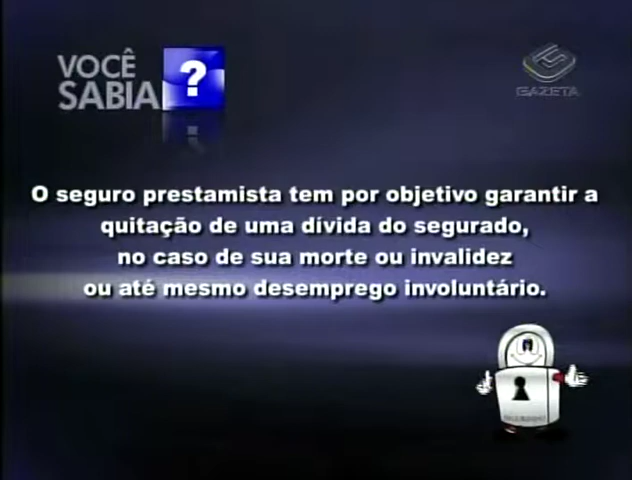 VOCÊ
SABIA ?
GAZETA
O seguro prestamista tem por objetivo garantir a
quitação de uma dívida do segurado,
no caso de sua morte ou invalidez
ou até mesmo desemprego involuntário.